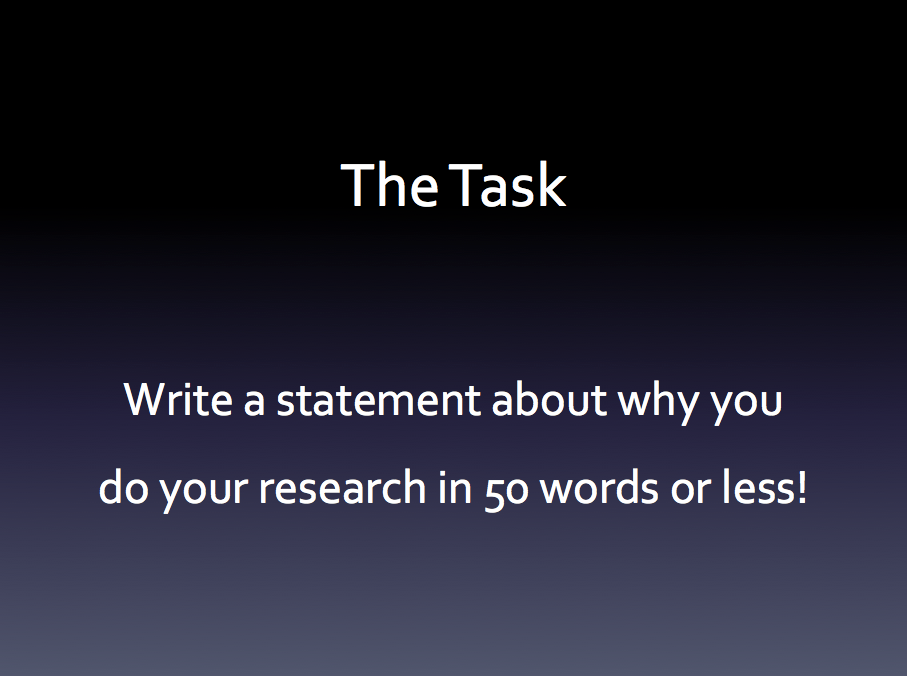 The Task
Write a statement about why you
do your research in 50 words or less!